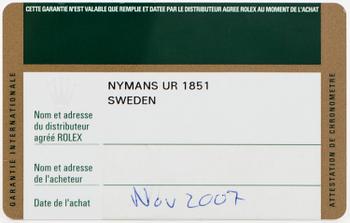 CETTE GARANTIE N'EST VALABLE QUE REMPLIE ET DATEE PAR LE DISTRIBUTEUR AGREE ROLEX AU MOMENT DE L'ACHAT
GARANTIE INTERNATIONALE
NYMANS UR 1851
SWEDEN
Nom et adresse
du distributeur
agréé ROLEX
Nom et adresse
de l'acheteur
Date de l'achat
Nov 2007
ATTESTATION DE CHRONOMETRE